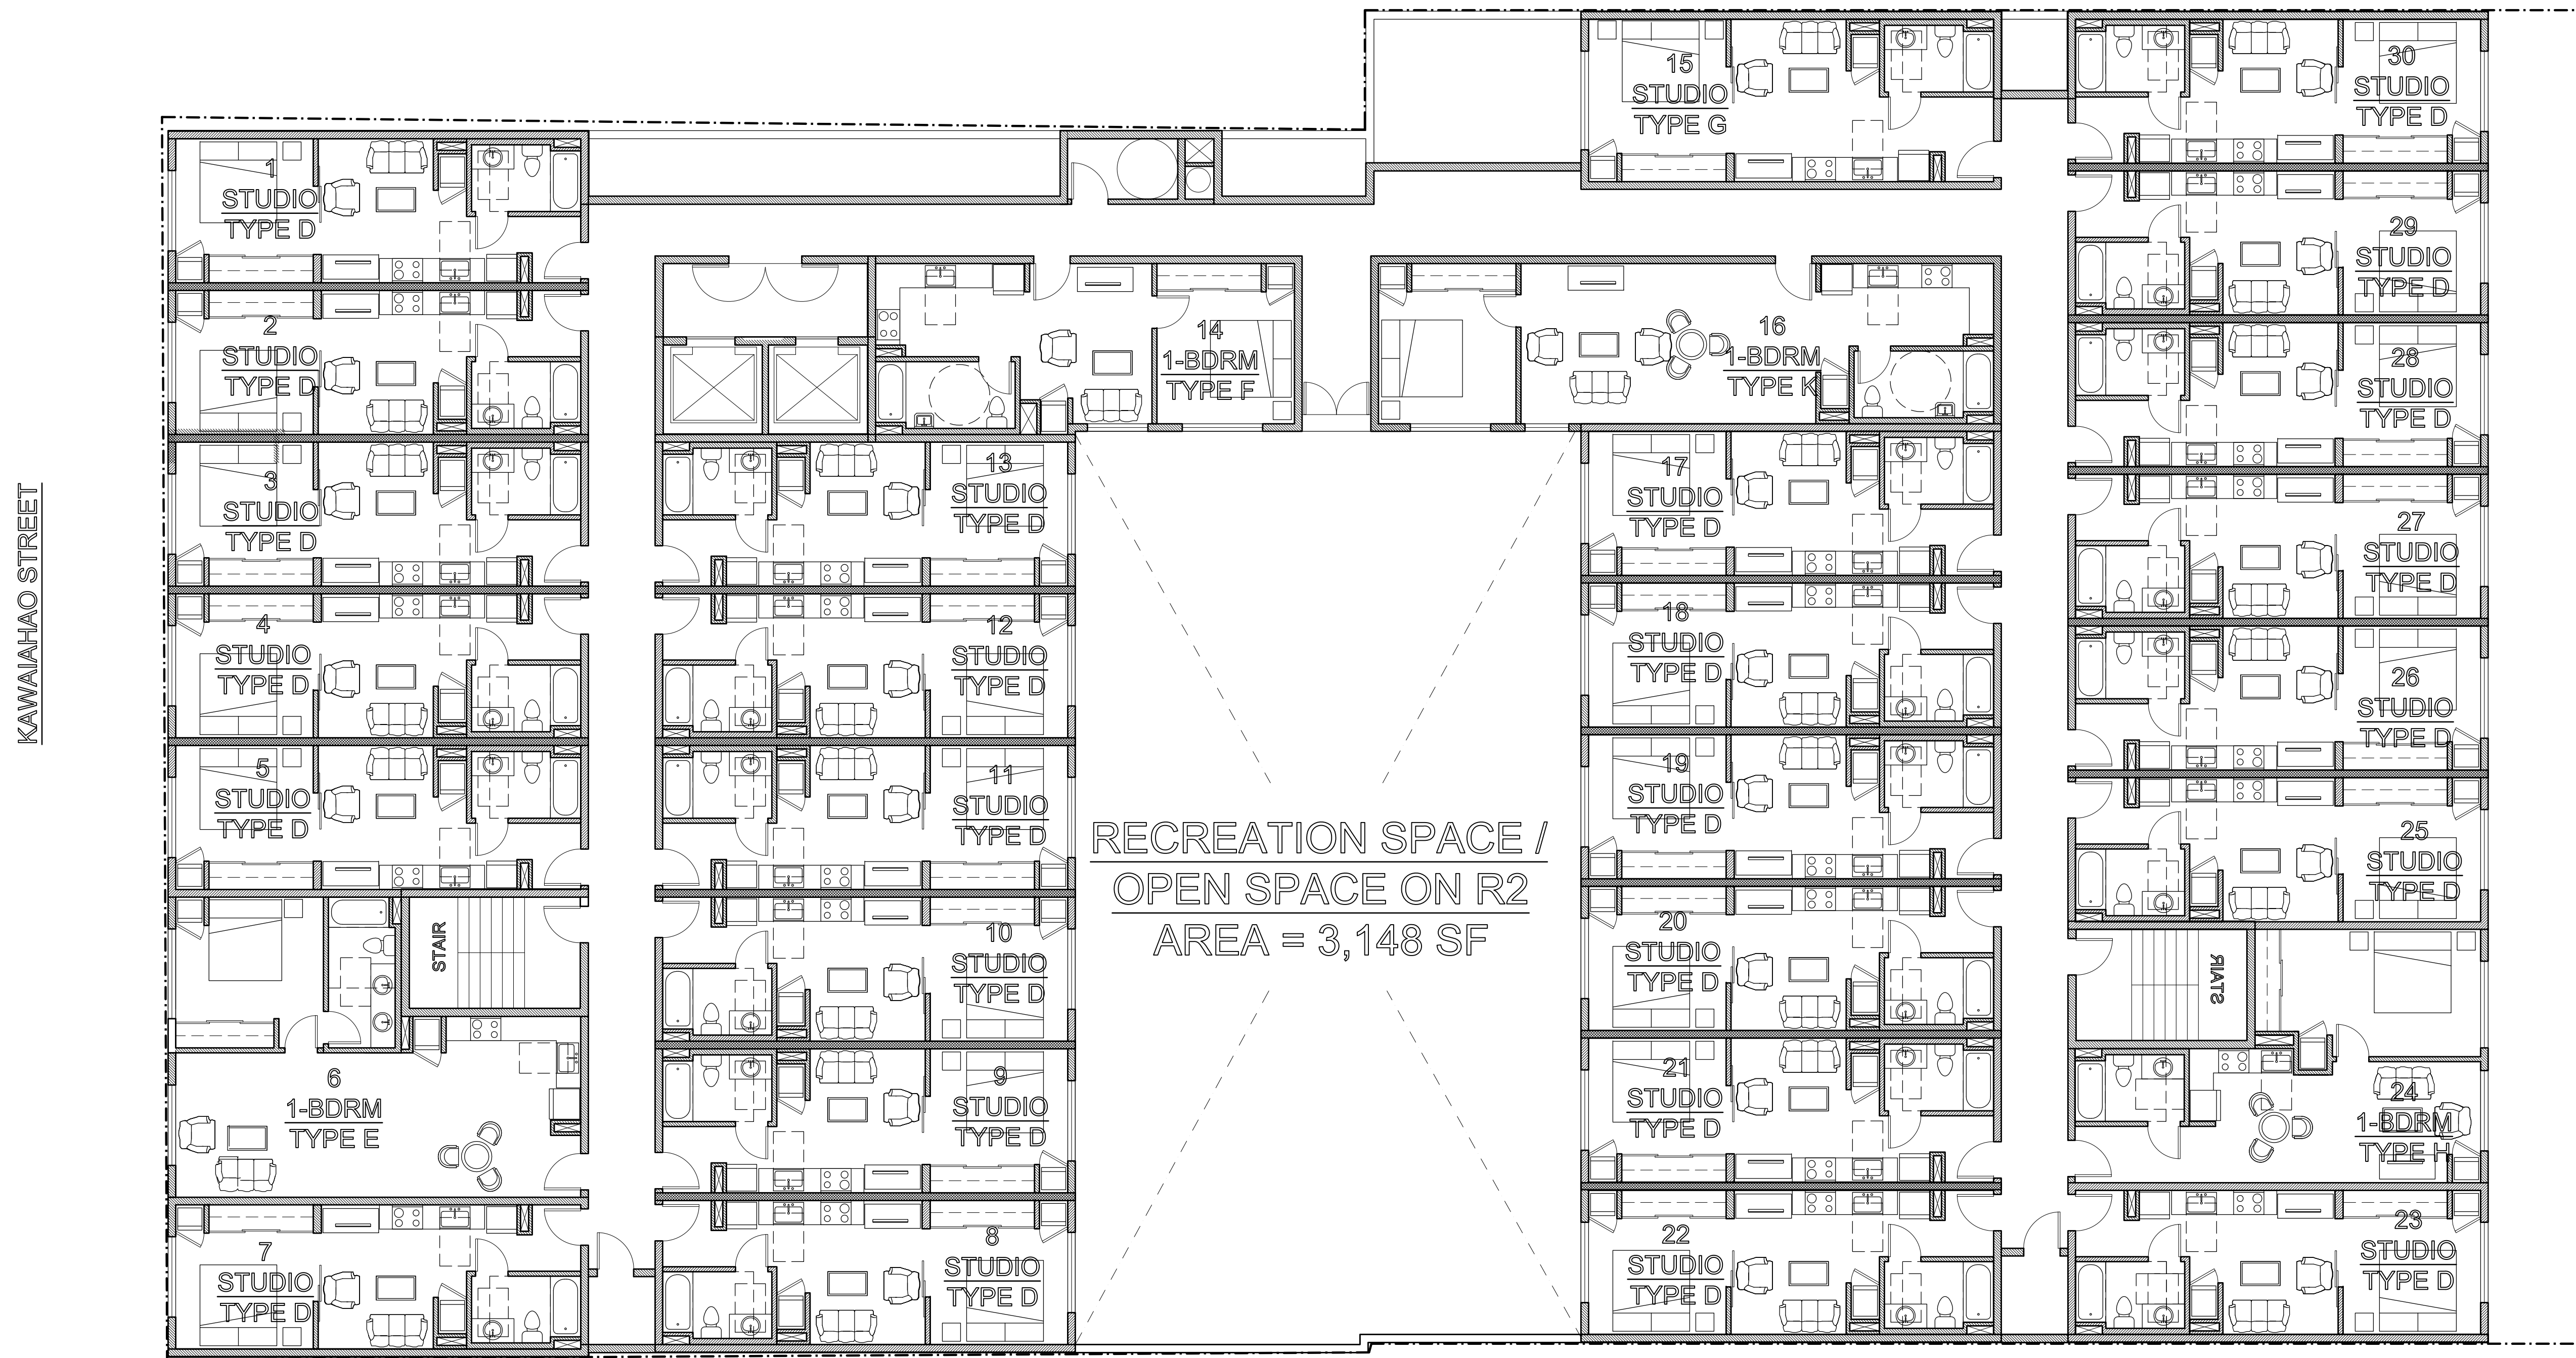 KAWAIAHAO STREET
1
STUDIO
TYPE D
2
STUDIO
TYPE D
3
STUDIO
TYPE D
4
STUDIO
TYPE D
5
STUDIO
TYPE D
STAIR
6
1-BDRM
TYPE E
7
STUDIO
TYPE D
14
1-BDRM
TYPE F
13
STUDIO
TYPE D
12
STUDIO
TYPE D
11
STUDIO
TYPE D
10
STUDIO
TYPE D
9
STUDIO
TYPE D
8
STUDIO
TYPE D
RECREATION SPACE /
OPEN SPACE ON R2
AREA = 3,148 SF
15
STUDIO
TYPE G
16
1-BDRM
TYPE K
17
STUDIO
TYPE D
18
STUDIO
TYPE D
19
STUDIO
TYPE D
20
STUDIO
TYPE D
21
STUDIO
TYPE D
22
STUDIO
TYPE D
30
STUDIO
TYPE D
29
STUDIO
TYPE D
28
STUDIO
TYPE D
27
STUDIO
TYPE D
26
STUDIO
TYPE D
25
STUDIO
TYPE D
STAIR
24
1-BDRM
TYPE H
23
STUDIO
TYPE D